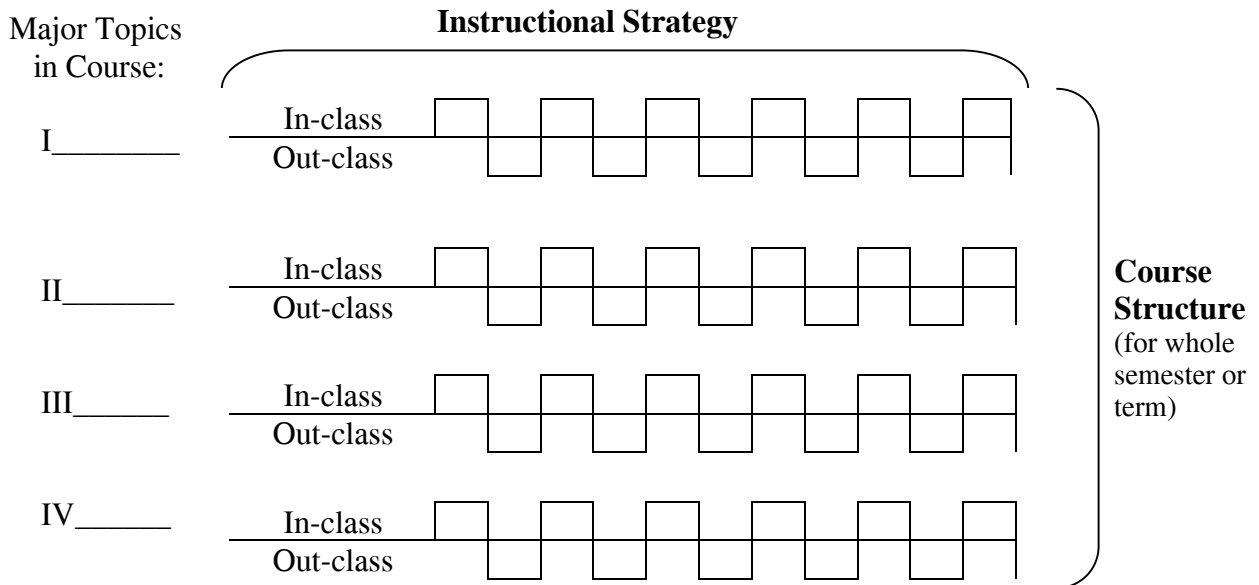 Instructional Strategy
Major Topics
in Course:
I________
In-class
Out-class
II_______
In-class
Out-class
III______
In-class
Out-class
IV______
In-class
Out-class
Course
Structure
(for whole
semester or
term)